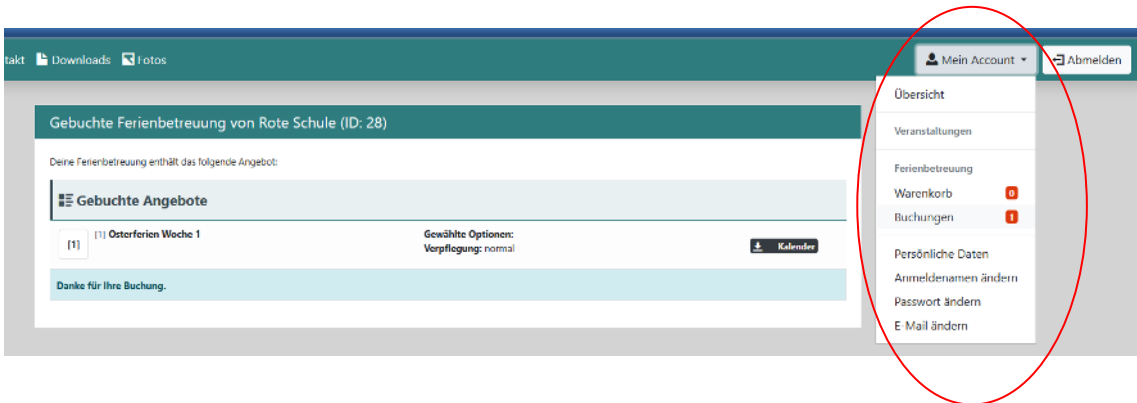 takt Downloads Fotos Mein Account Abmelden
Gebuchte Ferienbetreuung von Rote Schule (ID: 28)
Deine Ferienbetreuung enthält das folgende Angebot:
Gebuchte Angebote
[1] [1] Osterferien Woche 1 Gewählte Optionen: Kalender
Verpflegung: normal
Danke für Ihre Buchung.
Übersicht
Veranstaltungen
Ferienbetreuung
Warenkorb 0
Buchungen 1
Persönliche Daten
Anmeldenamen ändern
Passwort ändern
E-Mail ändern